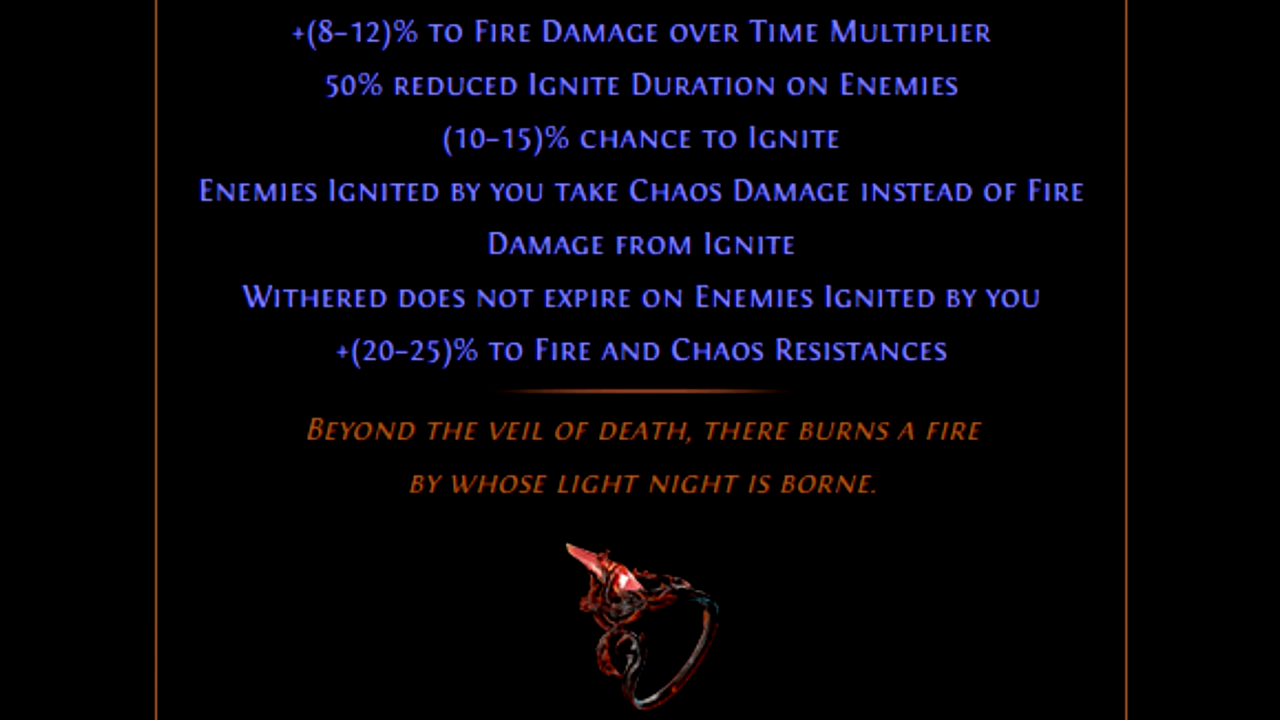 +(8–12)% to Fire Damage over Time Multiplier
50% reduced Ignite Duration on Enemies
(10–15)% chance to Ignite
Enemies Ignited by you take Chaos Damage instead of Fire
Damage from Ignite
Withered does not expire on Enemies Ignited by you
+(20–25)% to Fire and Chaos Resistances
Beyond the veil of death, there burns a fire
by whose light night is borne.